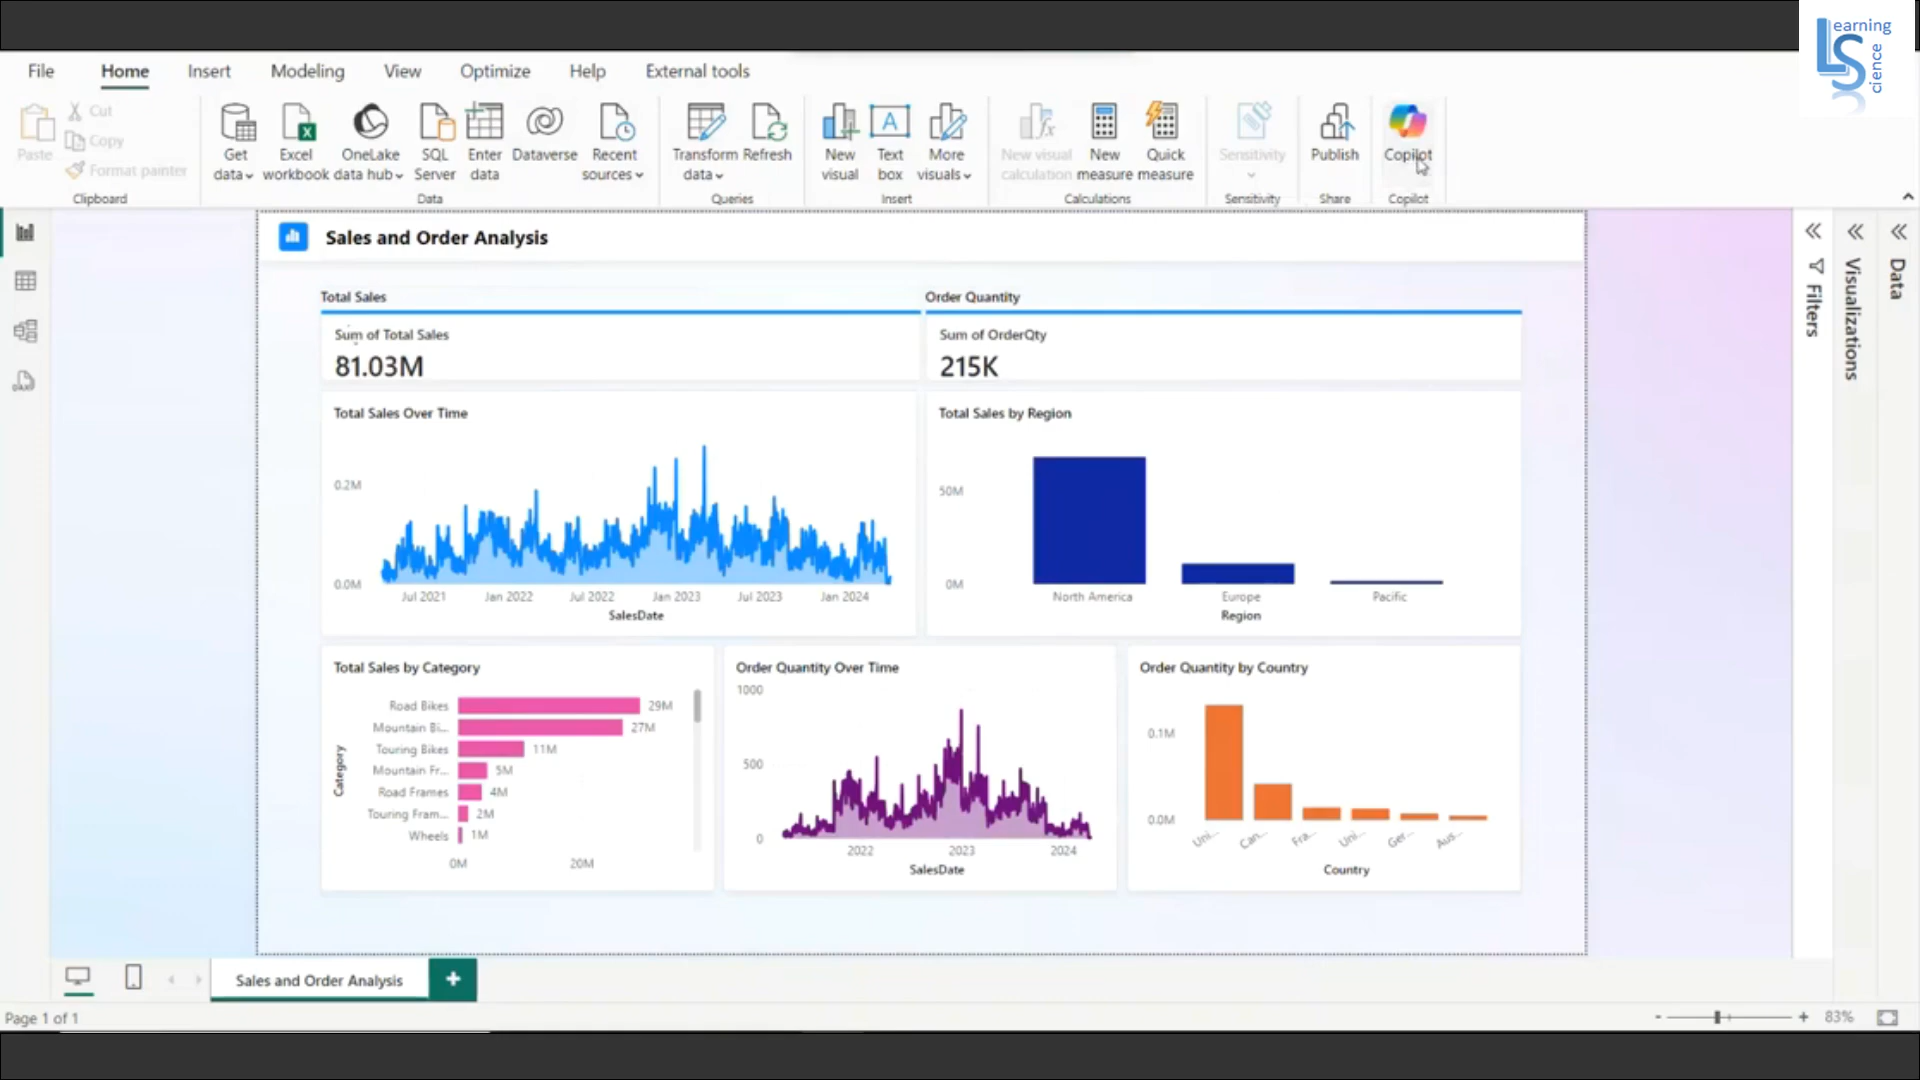 Learning
Science
File Home Insert Modeling View Optimize Help External tools
Paste
Cut
Copy
Format painter
Clipboard
Get data
Excel workbook
OneLake data hub
SQL Server
Enter data
Dataverse
Recent sources
Data
Transform data
Refresh
Queries
New visual
Text box
More visuals
Insert
New visual calculation
New measure
Quick measure
Calculations
Sensitivity
Sensitivity
Publish
Share
Copilot
Copilot
Sales and Order Analysis
Total Sales
Sum of Total Sales
81.03M
Order Quantity
Sum of OrderQty
215K
Total Sales Over Time
0.2M
0.0M
Jul 2021 Jan 2022 Jul 2022 Jan 2023 Jul 2023 Jan 2024
SalesDate
Total Sales by Region
50M
0M
North America Europe Pacific
Region
Total Sales by Category
Category
Road Bikes 29M
Mountain Bi... 27M
Touring Bikes 11M
Mountain Fr... 5M
Road Frames 4M
Touring Fram... 2M
Wheels 1M
0M 20M
Order Quantity Over Time
1000
500
0
2022 2023 2024
SalesDate
Order Quantity by Country
0.1M
0.0M
Uni... Can... Fra... Uni... Ger... Aus...
Country
Filters
Visualizations
Data
Sales and Order Analysis
Page 1 of 1
83%